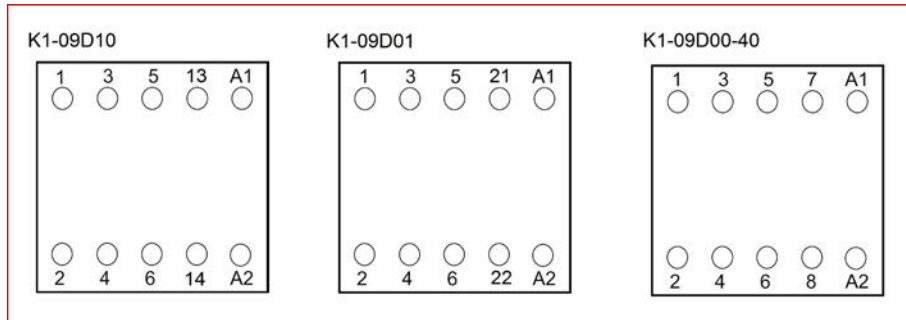 K1-09D10 K1-09D01 K1-09D00-40
1 3 5 13 A1 1 3 5 21 A1 1 3 5 7 A1
2 4 6 14 A2 2 4 6 22 A2 2 4 6 8 A2